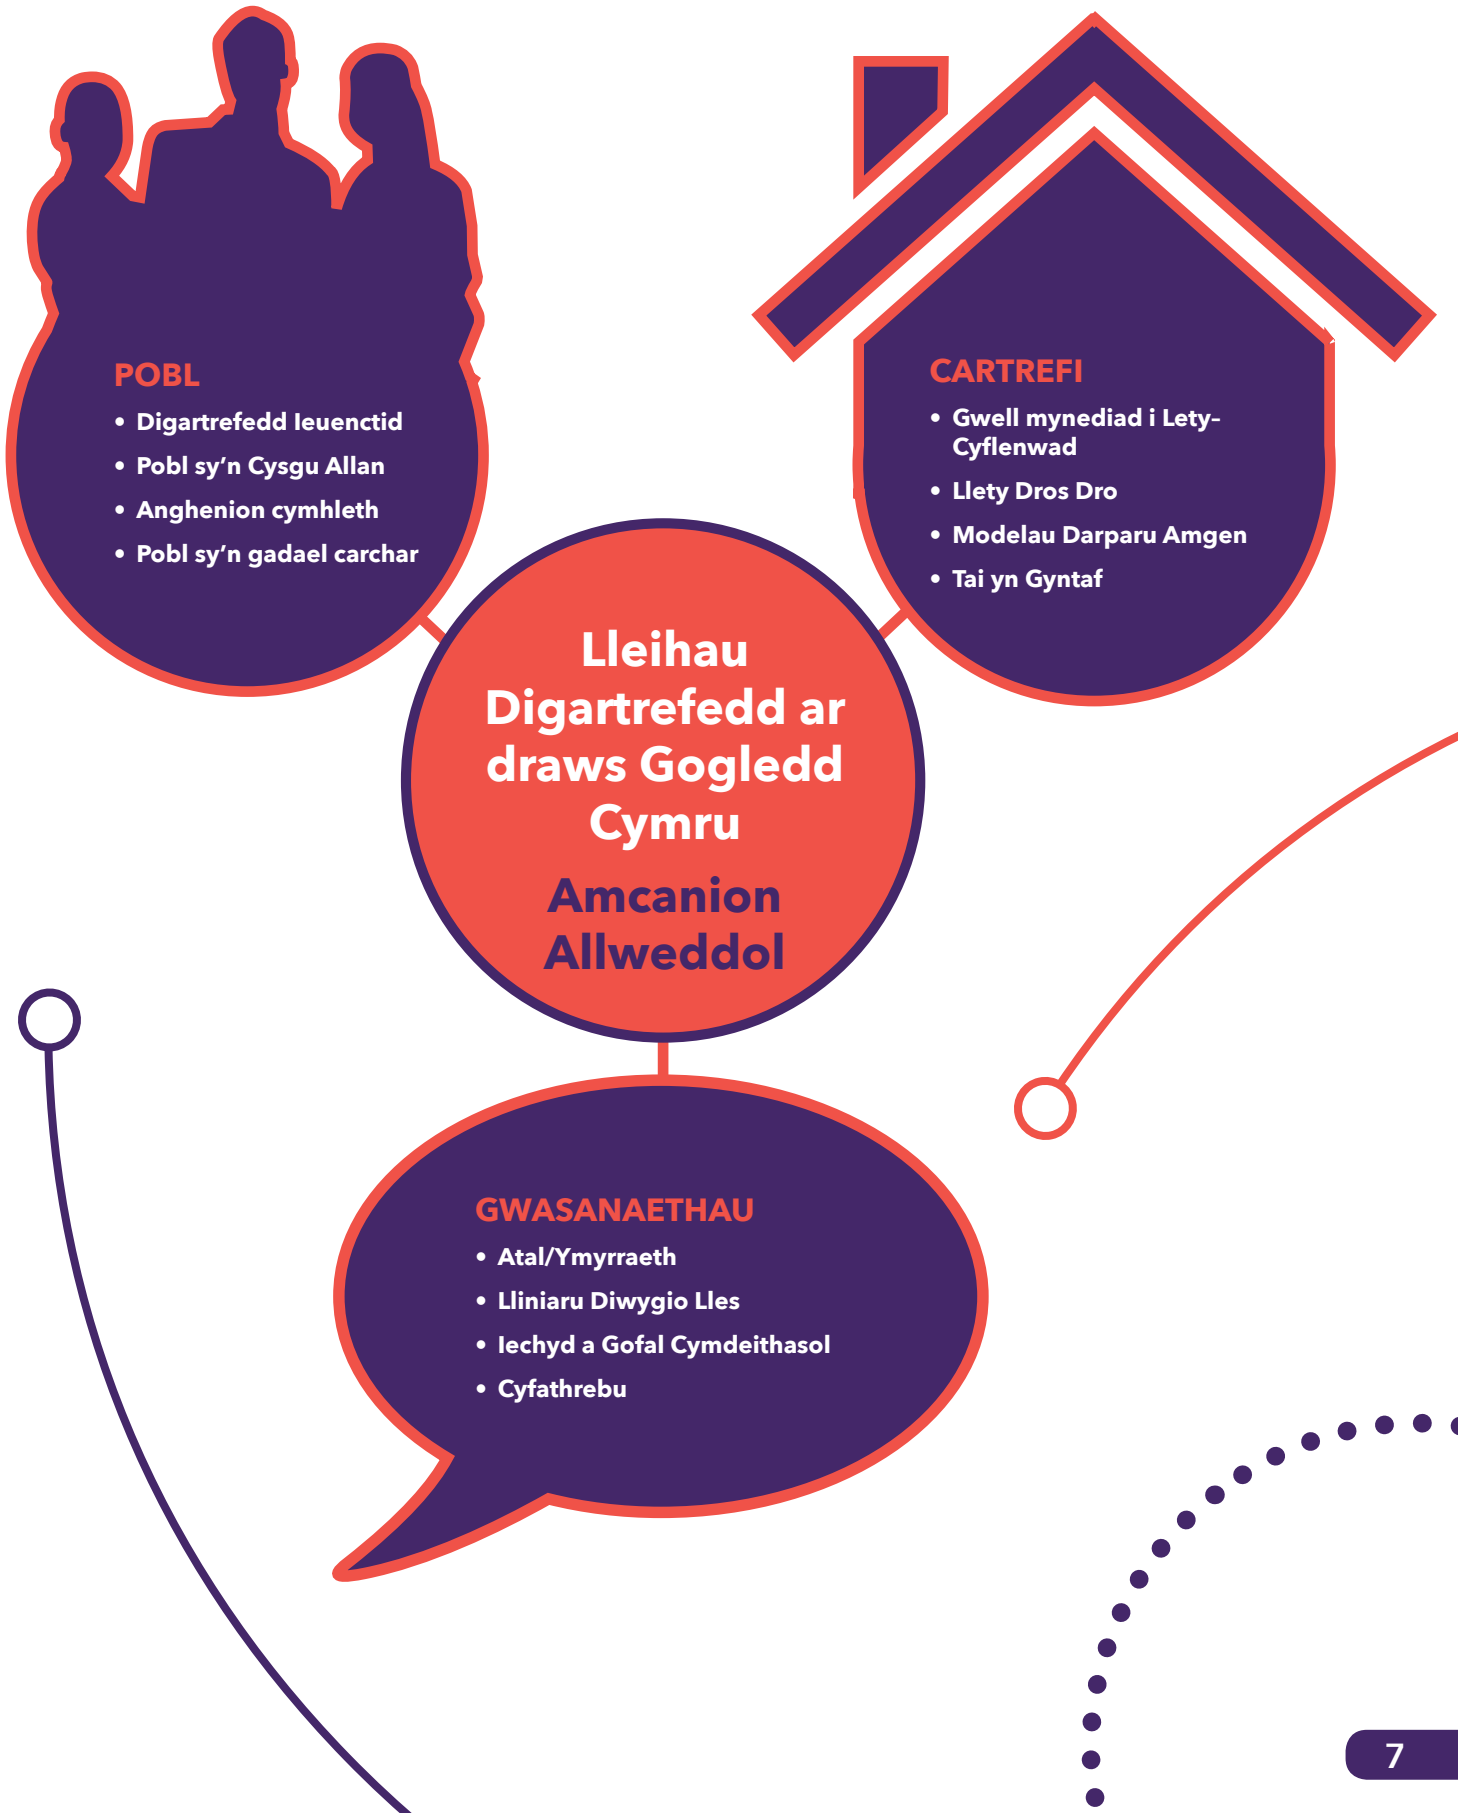 POBL
• Digartrefedd Ieuenctid
• Pobl sy’n Cysgu Allan
• Anghenion cymhleth
• Pobl sy’n gadael carchar
CARTREFI
• Gwell mynediad i Lety–
Cyflenwad
• Llety Dros Dro
• Modelau Darparu Amgen
• Tai yn Gyntaf
Lleihau
Digartrefedd ar
draws Gogledd
Cymru
Amcanion
Allweddol
GWASANAETHAU
• Atal/Ymyrraeth
• Lliniaru Diwygio Lles
• Iechyd a Gofal Cymdeithasol
• Cyfathrebu
7